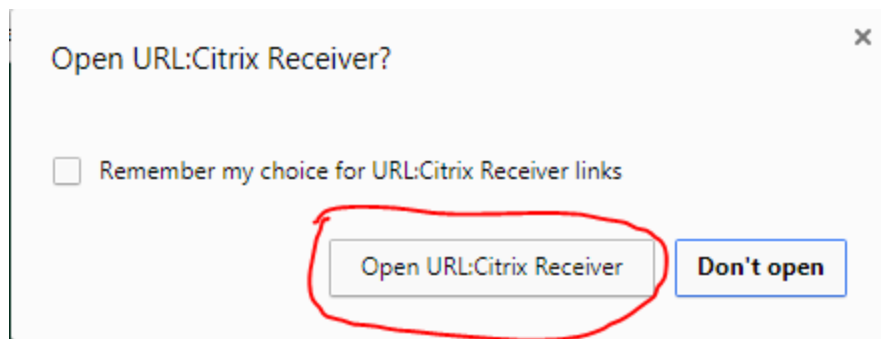 Open URL:Citrix Receiver?
Remember my choice for URL:Citrix Receiver links
Open URL:Citrix Receiver
Don't open